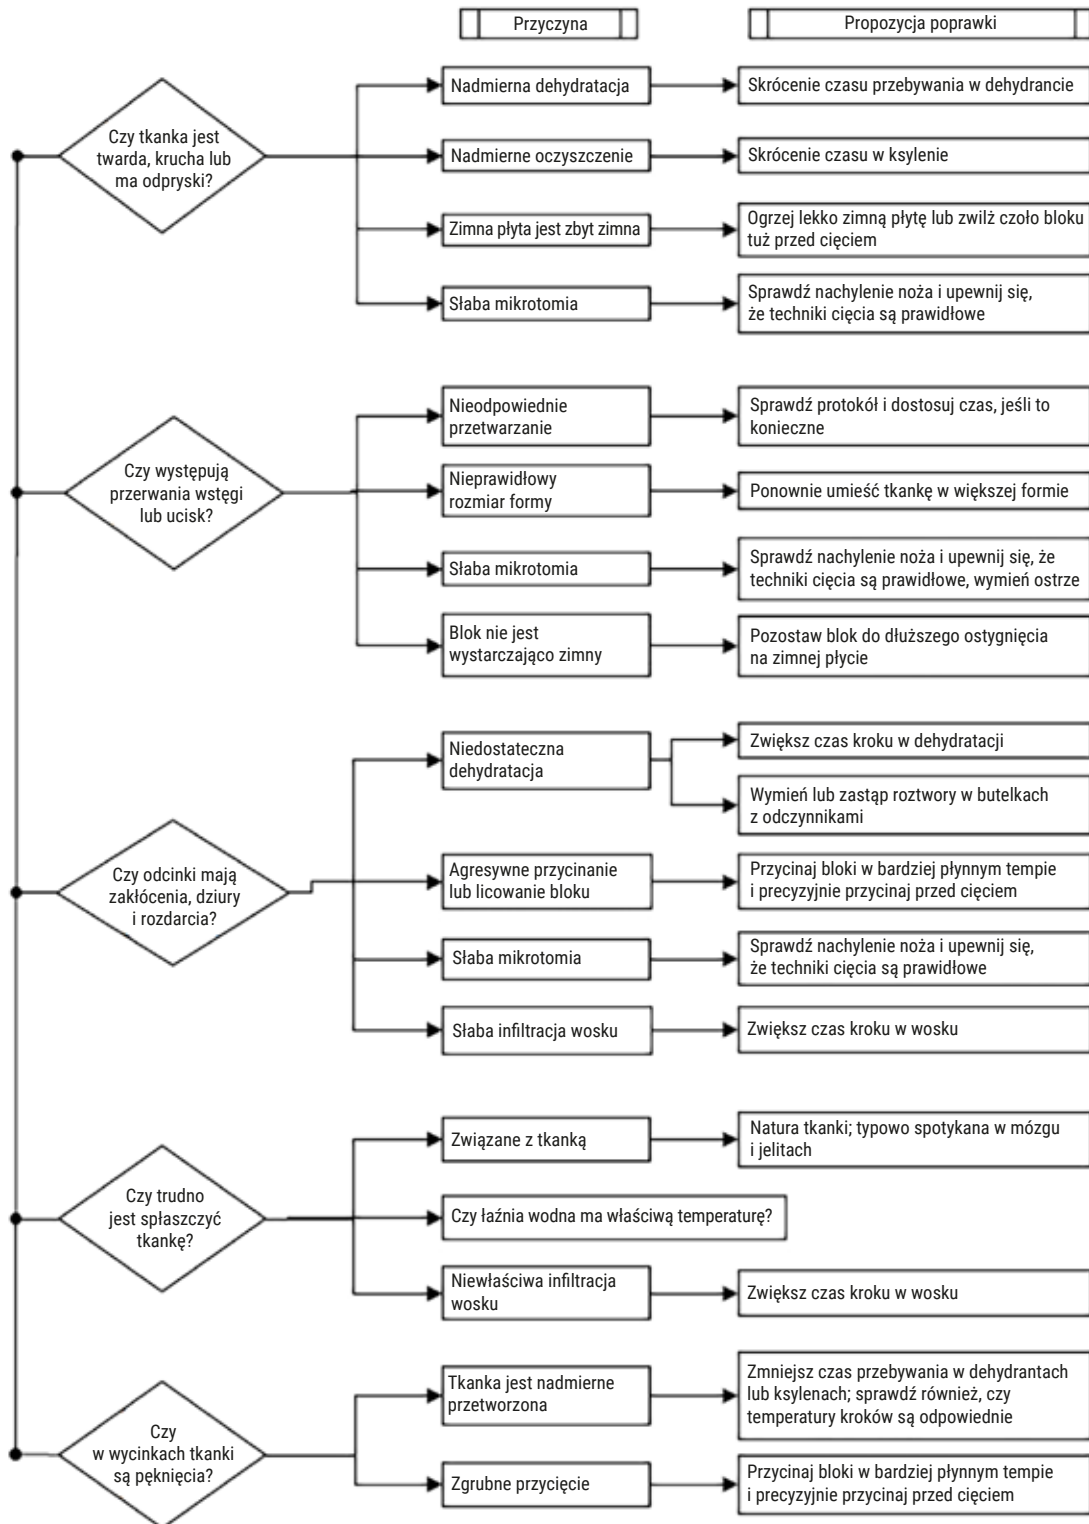 Przyczyna
Propozycja poprawki
Czy tkanka jest
twarda, krucha lub
ma odpryski?
Nadmierna dehydratacja
Skrócenie czasu przebywania w dehydrancie
Nadmierne oczyszczenie
Skrócenie czasu w ksylenie
Zimna płyta jest zbyt zimna
Ogrzej lekko zimną płytę lub zwilż czoło bloku
tuż przed cięciem
Słaba mikrotomia
Sprawdź nachylenie noża i upewnij się,
że techniki cięcia są prawidłowe
Czy występują
przerwania wstęgi
lub ucisk?
Nieodpowiednie
przetwarzanie
Sprawdź protokół i dostosuj czas, jeśli to
konieczne
Nieprawidłowy
rozmiar formy
Ponownie umieść tkankę w większej formie
Słaba mikrotomia
Sprawdź nachylenie noża i upewnij się, że
techniki cięcia są prawidłowe, wymień ostrze
Blok nie jest
wystarczająco zimny
Pozostaw blok do dłuższego ostygnięcia
na zimnej płycie
Czy odcinki mają
zakłócenia, dziury
i rozdarcia?
Niedostateczna
dehydratacja
Zwiększ czas kroku w dehydratacji
Wymień lub zastąp roztwory w butelkach
z odczynnikami
Agresywne przycinanie
lub licowanie bloku
Przycinaj bloki w bardziej płynnym tempie
i precyzyjnie przycinaj przed cięciem
Słaba mikrotomia
Sprawdź nachylenie noża i upewnij się,
że techniki cięcia są prawidłowe
Słaba infiltracja wosku
Zwiększ czas kroku w wosku
Czy trudno
jest spłaszczyć
tkankę?
Związane z tkanką
Natura tkanki; typowo spotykana w mózgu
i jelitach
Czy łaźnia wodna ma właściwą temperaturę?
Niewłaściwa infiltracja
wosku
Zwiększ czas kroku w wosku
Czy
w wycinkach tkanki
są pęknięcia?
Tkanka jest nadmierne
przetworzona
Zmniejsz czas przebywania w dehydrantach
lub ksylenach; sprawdź również, czy
temperatury kroków są odpowiednie
Zgrubne przycięcie
Przycinaj bloki w bardziej płynnym tempie
i precyzyjnie przycinaj przed cięciem